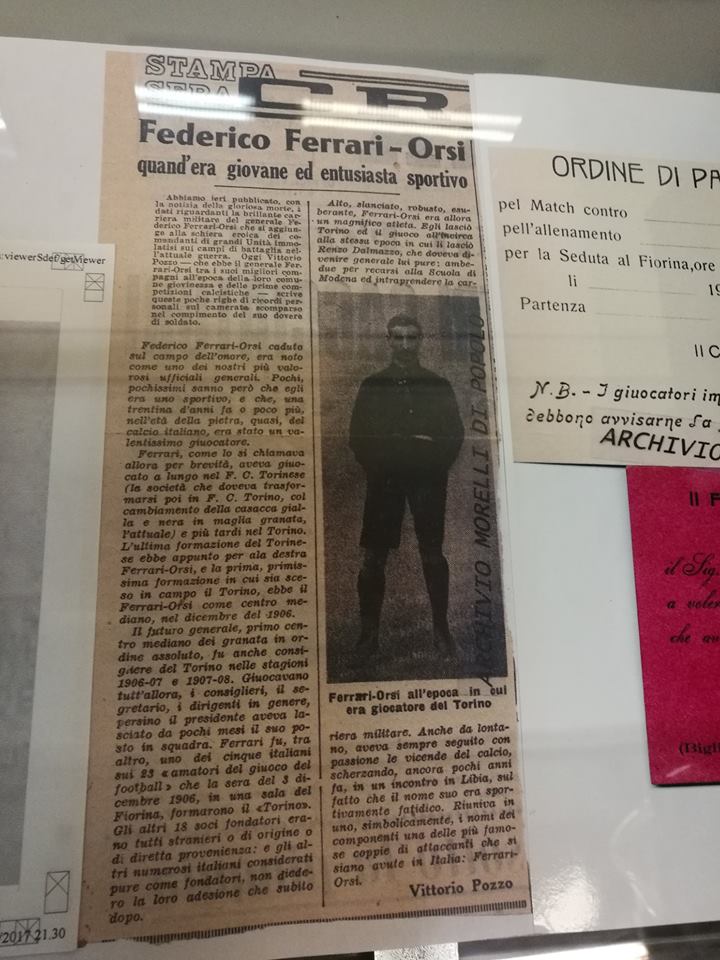 STAMPA
SERA
Federico Ferrari-Orsi
quand'era giovane ed entusiasta sportivo
Abbiamo ieri pubblicato, con
la notizia della gloriosa morte, i
dati riguardanti la brillante car-
riera militare del generale Fe-
derico Ferrari-Orsi che si aggiun-
ge alla schiera eroica dei co-
mandanti di grandi Unità immo-
latisi sui campi di battaglia nel-
l'attuale guerra. Oggi Vittorio
Pozzo — che ebbe il generale Fer-
rari-Orsi tra i suoi migliori com-
pagni all'epoca della loro comu-
ne giovinezza e delle prime com-
petizioni calcistiche — scrive
queste poche righe di ricordi per-
sonali sul camerata scomparso
nel compimento del suo dovere
di soldato.
Federico Ferrari-Orsi caduto
sul campo dell'onore, era noto
come uno dei nostri più valo-
rosi ufficiali generali. Pochi,
pochissimi sanno però che egli
era uno sportivo, e che, una
trentina d'anni fa o poco più,
nell'età della pietra, quasi, del
calcio italiano, era stato un va-
lentissimo giuocatore.
Ferrari, come lo si chiamava
allora per brevità, aveva giuo-
cato a lungo nel F. C. Torinese
(la società che doveva trasfor-
marsi poi in F. C. Torino, col
cambiamento della casacca gial-
la e nera in maglia granata,
l'attuale) e più tardi nel Torino.
L'ultima formazione del Torine-
se ebbe appunto per ala destra
Ferrari-Orsi, e la prima, primis-
sima formazione in cui sia sce-
so in campo il Torino, ebbe il
Ferrari-Orsi come centro me-
diano, nel dicembre del 1906.
Il futuro generale, primo cen-
tro mediano dei granata in or-
dine assoluto, fu anche consi-
gliere del Torino nelle stagioni
1906-07 e 1907-08. Giuocavano
tutt'allora, i consiglieri, il se-
gretario, i dirigenti in genere,
persino il presidente aveva la-
sciato da pochi mesi il suo po-
sto in squadra. Ferrari fu, tra
altro, uno dei cinque italiani
sui 23 «amatori del giuoco del
football» che la sera del 3 di-
cembre 1906, in una sala del
Fiorina, formarono il «Torino».
Gli altri 18 soci fondatori era-
no tutti stranieri o di origine o
di diretta provenienza: e gli al-
tri numerosi italiani considerati
pure come fondatori, non diede-
ro la loro adesione che subito
dopo.
Alto, slanciato, robusto, esu-
berante, Ferrari-Orsi era allora
un magnifico atleta. Egli lasciò
Torino ed il giuoco all'incirca
alla stessa epoca in cui li lasciò
Renzo Dalmazzo, che doveva di-
venire generale lui pure: ambe-
due per recarsi alla Scuola di
Modena ed intraprendere la car-
ARCHIVIO MORELLI DI POPOLO
Ferrari-Orsi all'epoca in cui
era giocatore del Torino
riera militare. Anche da lonta-
no, aveva sempre seguito con
passione le vicende del calcio,
scherzando, ancora pochi anni
fa, in un incontro in Libia, sul
fatto che il nome suo era spor-
tivamente fatidico. Riuniva in
uno, simbolicamente, i nomi dei
componenti una delle più famo-
se coppie di attaccanti che si
siano avute in Italia: Ferrari-
Orsi.
Vittorio Pozzo
ORDINE DI PA
pel Match contro
pell'allenamento
per la Seduta al Fiorina, ore
li 19
Partenza
Il C
N.B. - I giuocatori im
debbono avvisarne la
ARCHIVIO
Il F
il Sig.
a voler
che av
(Bigl
:viewerSdef/getViewer
/2017 21.30